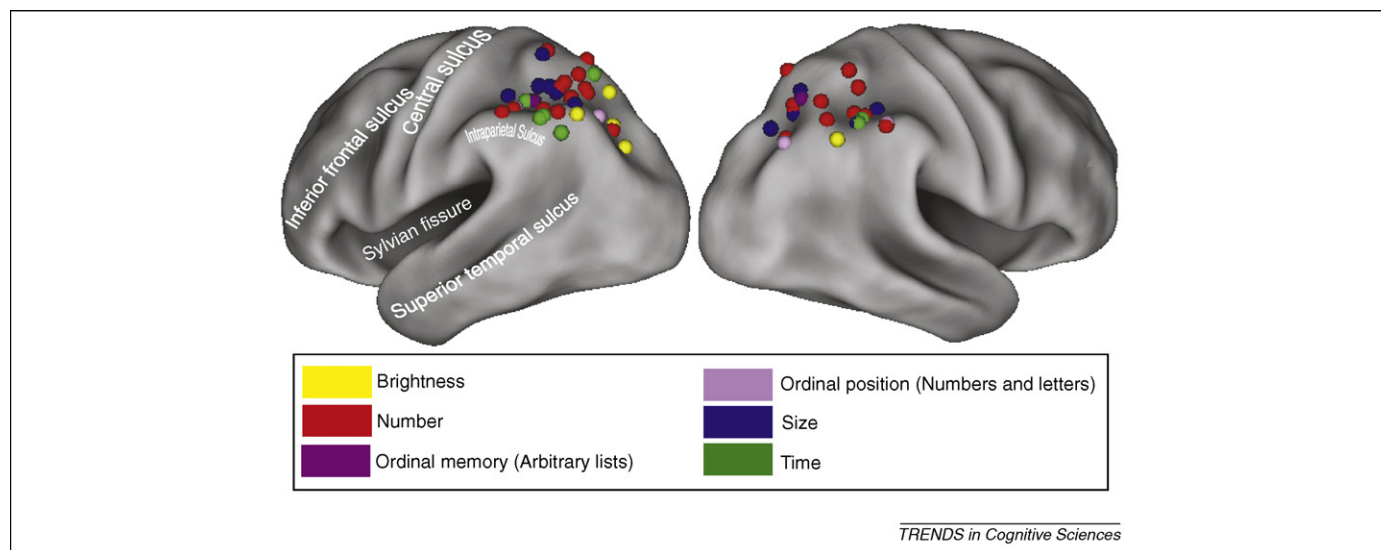 Inferior frontal sulcus
Central sulcus
Intraparietal Sulcus
Sylvian fissure
Superior temporal sulcus
Brightness
Number
Ordinal memory (Arbitrary lists)
Ordinal position (Numbers and letters)
Size
Time
TRENDS in Cognitive Sciences